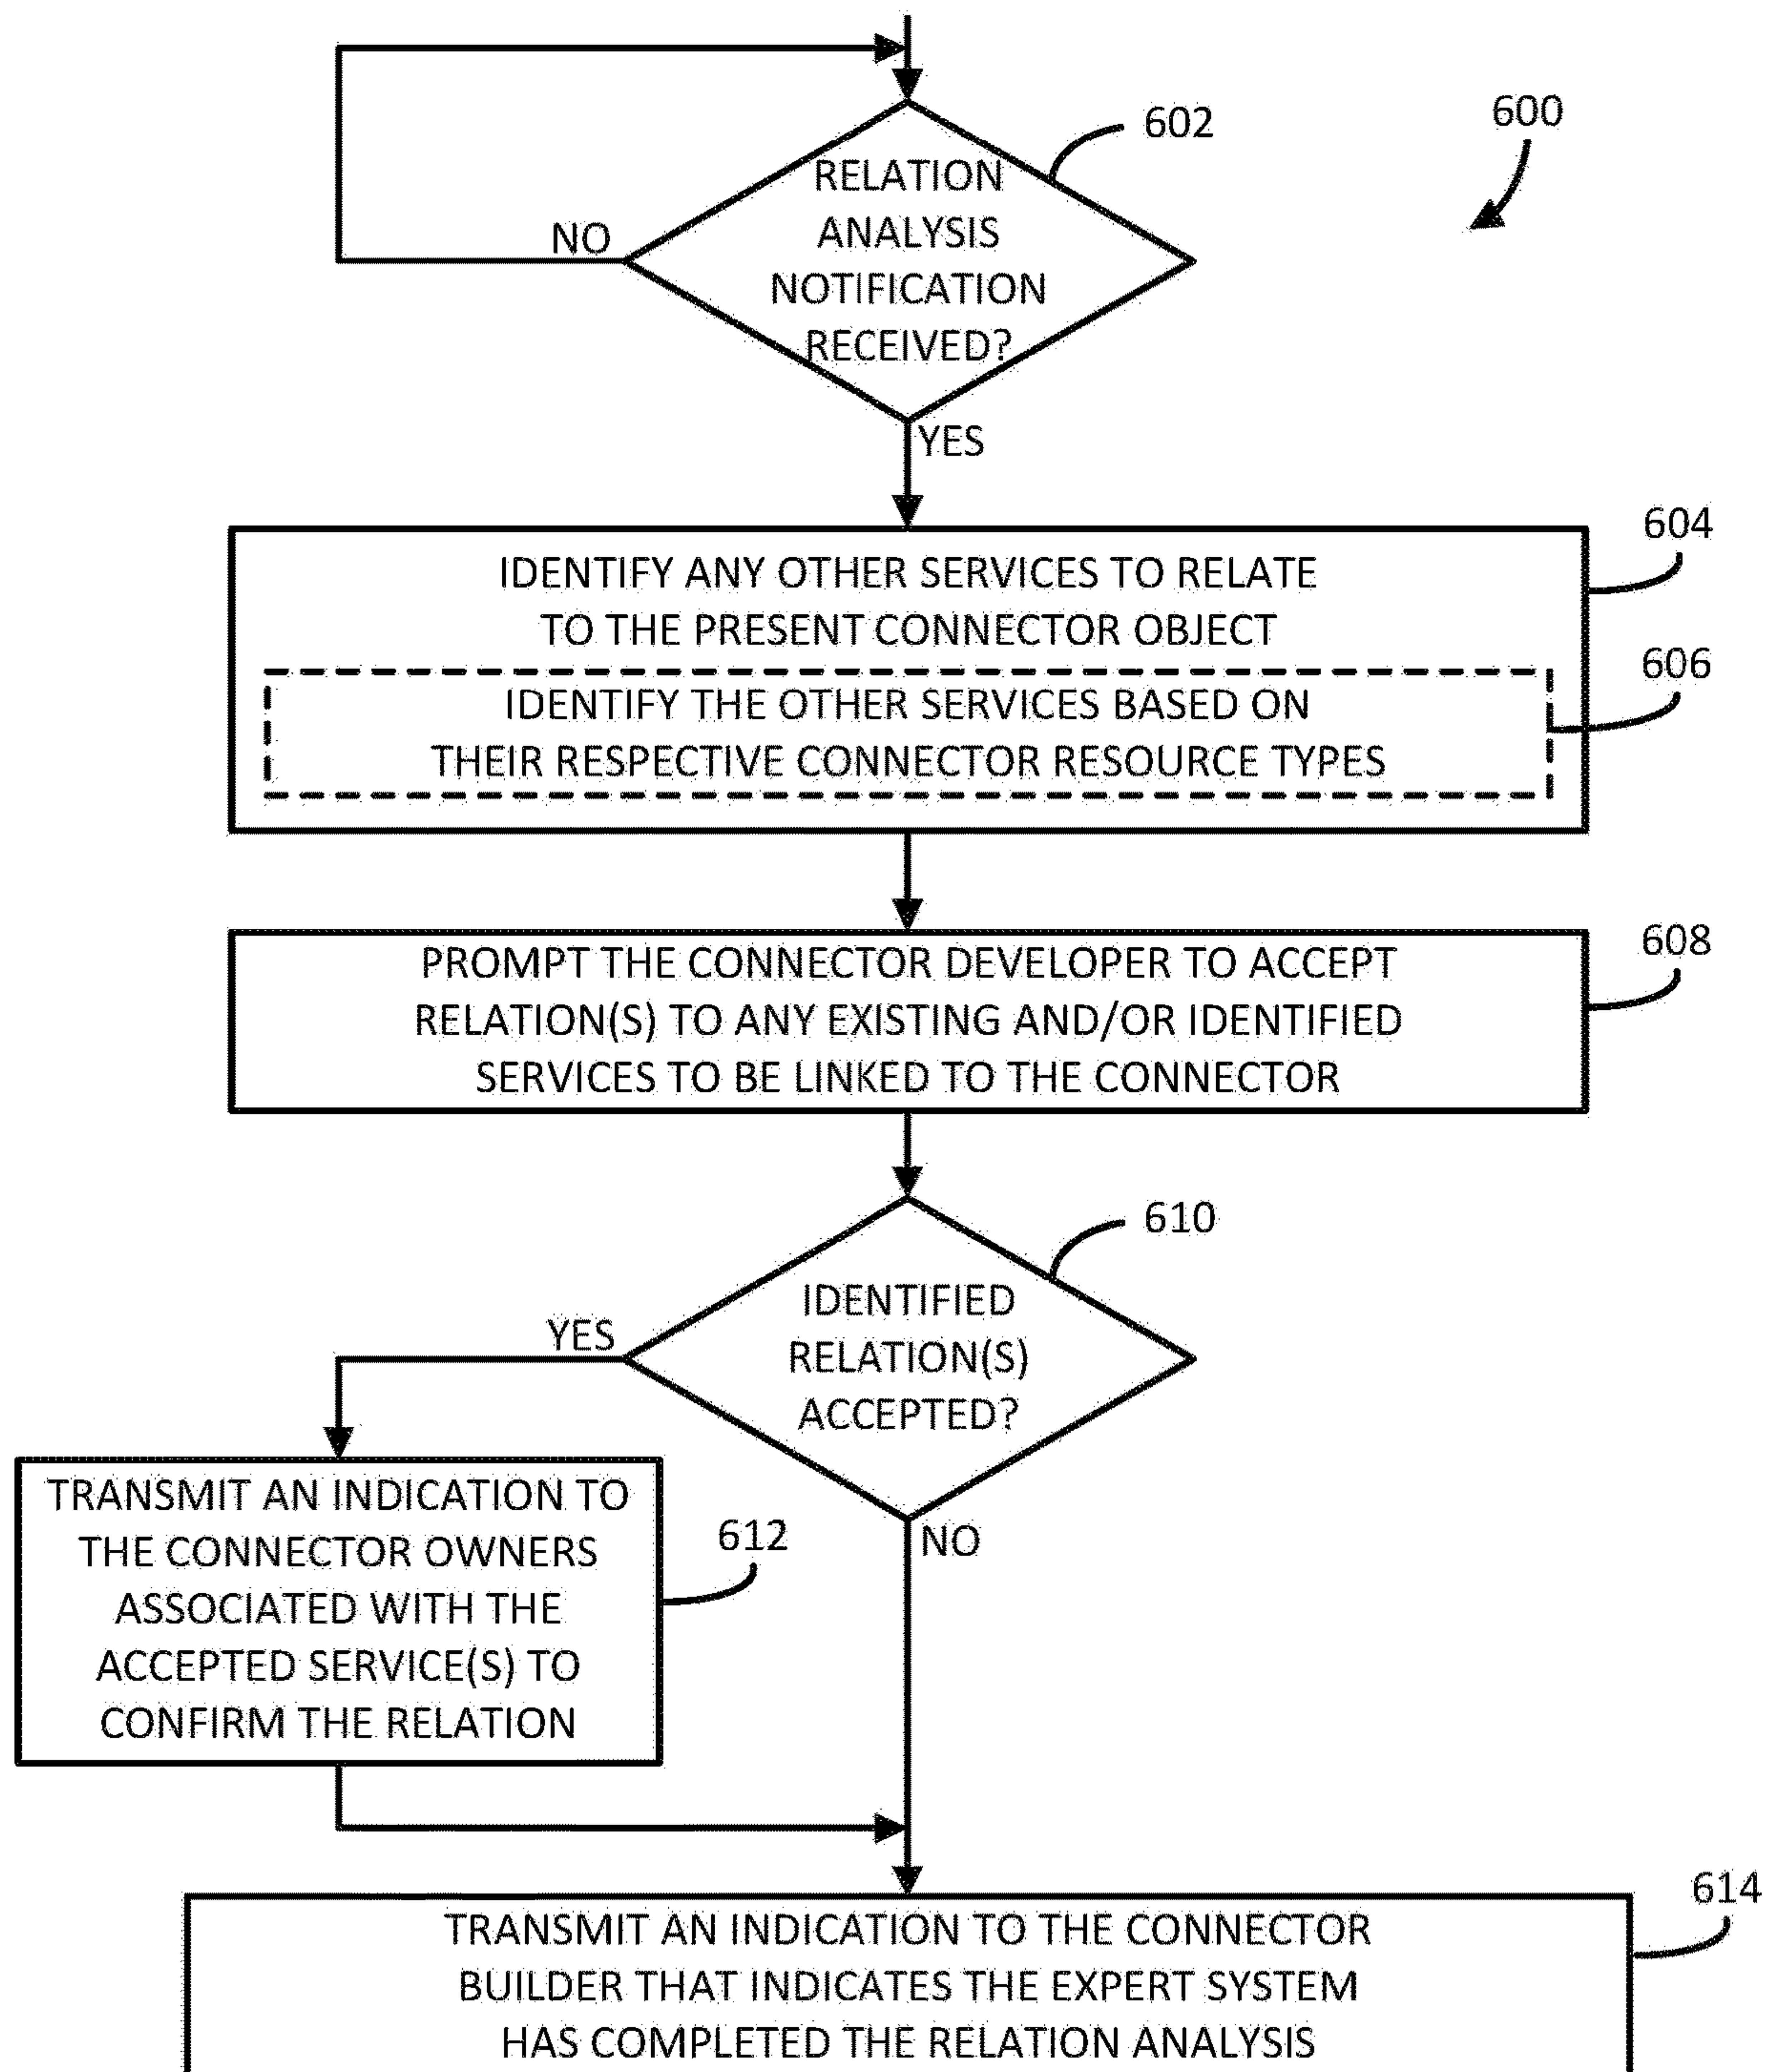 600
602
RELATION
ANALYSIS
NOTIFICATION
RECEIVED?
NO
YES
604
IDENTIFY ANY OTHER SERVICES TO RELATE
TO THE PRESENT CONNECTOR OBJECT
606
IDENTIFY THE OTHER SERVICES BASED ON
THEIR RESPECTIVE CONNECTOR RESOURCE TYPES
608
PROMPT THE CONNECTOR DEVELOPER TO ACCEPT
RELATION(S) TO ANY EXISTING AND/OR IDENTIFIED
SERVICES TO BE LINKED TO THE CONNECTOR
610
IDENTIFIED
RELATION(S)
ACCEPTED?
YES
NO
612
TRANSMIT AN INDICATION TO
THE CONNECTOR OWNERS
ASSOCIATED WITH THE
ACCEPTED SERVICE(S) TO
CONFIRM THE RELATION
614
TRANSMIT AN INDICATION TO THE CONNECTOR
BUILDER THAT INDICATES THE EXPERT SYSTEM
HAS COMPLETED THE RELATION ANALYSIS